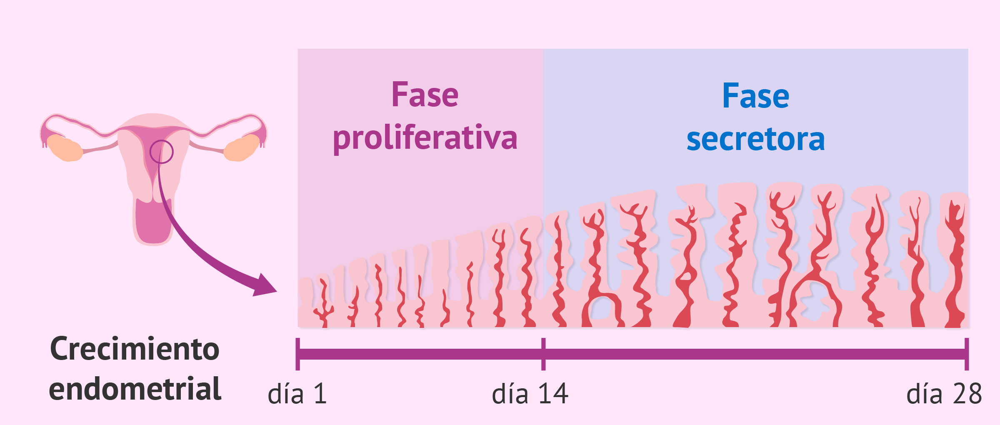 Fase
proliferativa
Fase
secretora
Crecimiento
endometrial
día 1
día 14
día 28